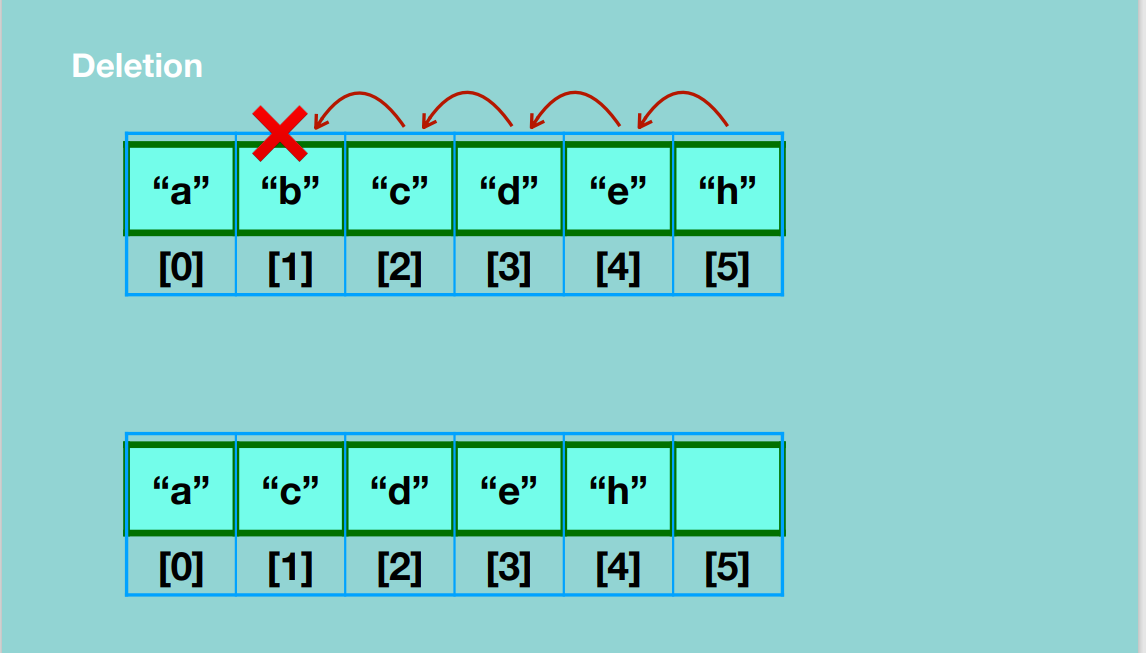 Deletion
“a” “b” “c” “d” “e” “h”
[0] [1] [2] [3] [4] [5]
“a” “c” “d” “e” “h”
[0] [1] [2] [3] [4] [5]